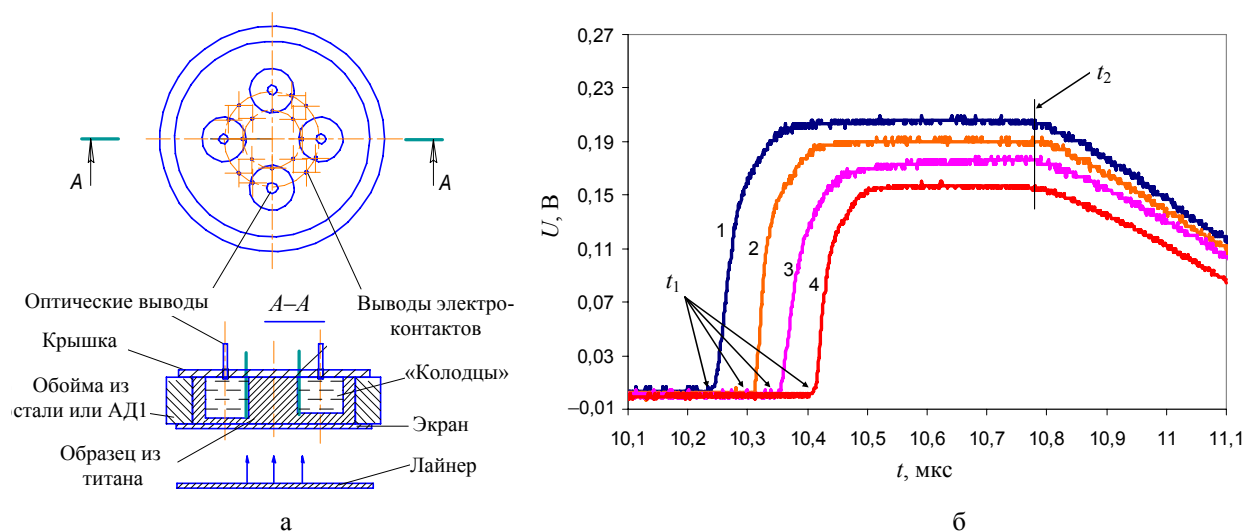 А
А
Оптические выводы
А–А
Выводы электро-
контактов
Крышка
«Колодцы»
Обойма из
стали или АД1
Экран
Образец из
титана
Лайнер
а
0,27
0,23
0,19
0,15
0,11
0,07
0,03
–0,01
U, В
t2
1
2
3
4
t1
10,1 10,2 10,3 10,4 10,5 10,6 10,7 10,8 10,9 11 11,1
t, мкс
б